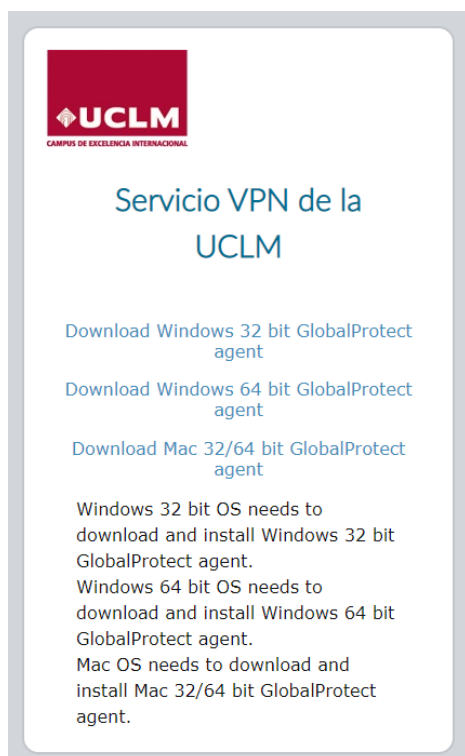 UCLM
CAMPUS DE EXCELENCIA INTERNACIONAL
Servicio VPN de la
UCLM
Download Windows 32 bit GlobalProtect
agent
Download Windows 64 bit GlobalProtect
agent
Download Mac 32/64 bit GlobalProtect
agent
Windows 32 bit OS needs to
download and install Windows 32 bit
GlobalProtect agent.
Windows 64 bit OS needs to
download and install Windows 64 bit
GlobalProtect agent.
Mac OS needs to download and
install Mac 32/64 bit GlobalProtect
agent.